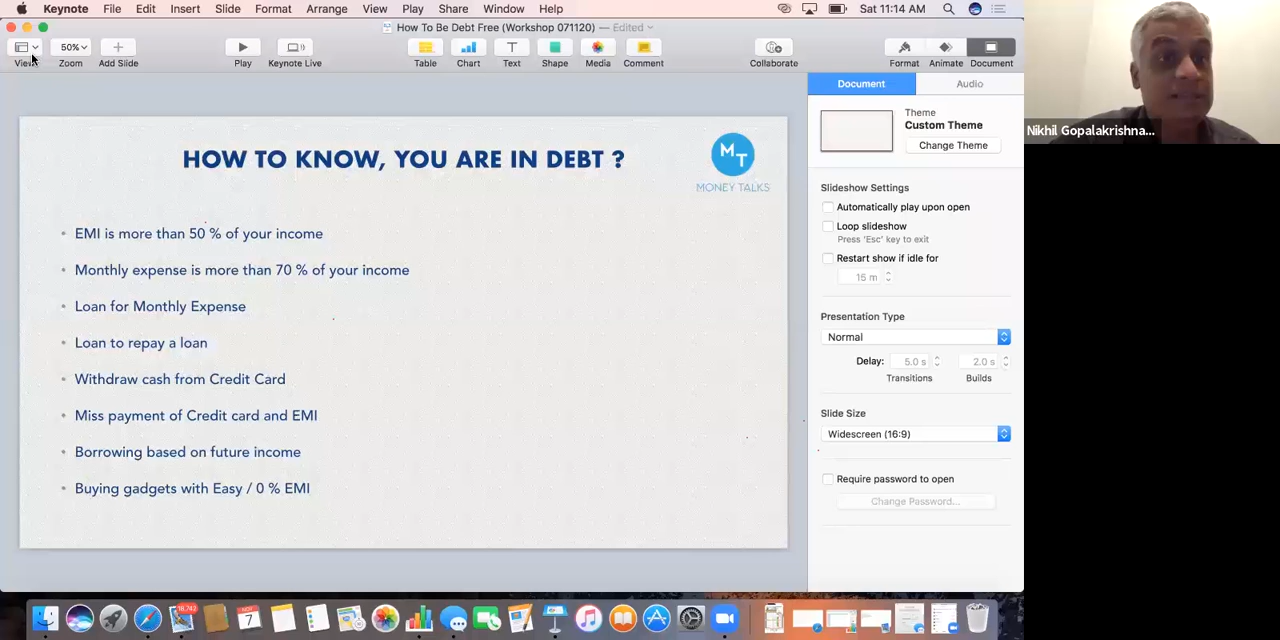 Keynote File Edit Insert Slide Format Arrange View Play Share Window Help Sat 11:14 AM
How To Be Debt Free (Workshop 071120) — Edited
50%
View Zoom Add Slide Play Keynote Live Table Chart Text Shape Media Comment Collaborate Format Animate Document
HOW TO KNOW, YOU ARE IN DEBT ?
MT
MONEY TALKS
• EMI is more than 50 % of your income
• Monthly expense is more than 70 % of your income
• Loan for Monthly Expense
• Loan to repay a loan
• Withdraw cash from Credit Card
• Miss payment of Credit card and EMI
• Borrowing based on future income
• Buying gadgets with Easy / 0 % EMI
Document Audio
Theme
Custom Theme
Change Theme
Slideshow Settings
Automatically play upon open
Loop slideshow
Press 'Esc' key to exit
Restart show if idle for
15 m
Presentation Type
Normal
Delay: 5.0 s 2.0 s
Transitions Builds
Slide Size
Widescreen (16:9)
Require password to open
Change Password...
Nikhil Gopalakrishna...
NOV
7
18,742